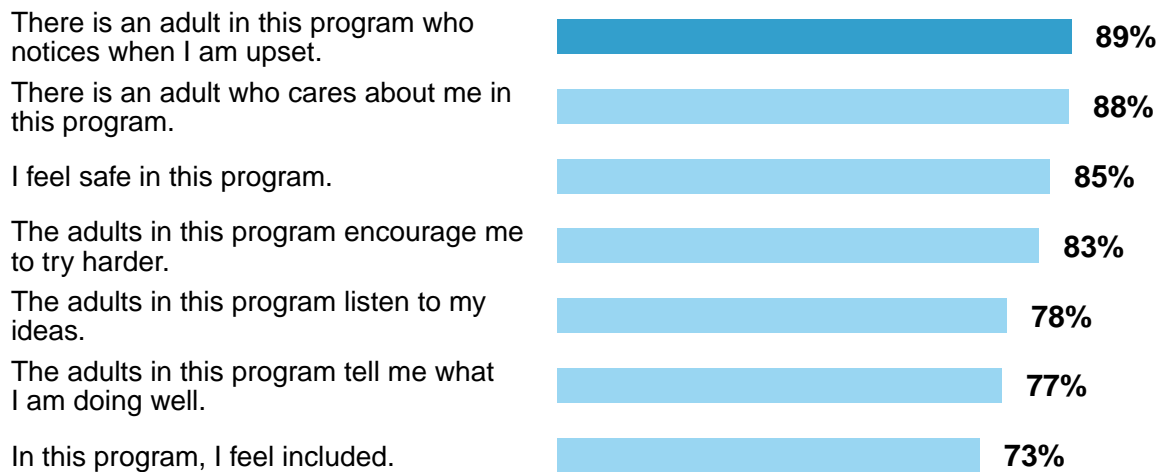 There is an adult in this program who
notices when I am upset.
89%
There is an adult who cares about me in
this program.
88%
I feel safe in this program.
85%
The adults in this program encourage me
to try harder.
83%
The adults in this program listen to my
ideas.
78%
The adults in this program tell me what
I am doing well.
77%
In this program, I feel included.
73%